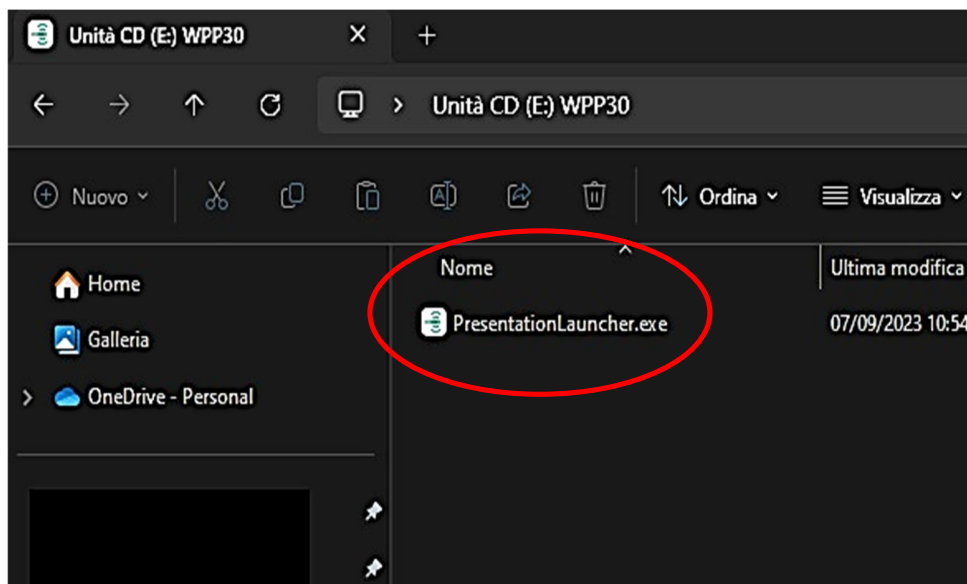 Unità CD (E:) WPP30
Unità CD (E:) WPP30
Nuovo
Ordina
Visualizza
Nome
Ultima modifica
Home
PresentationLauncher.exe
07/09/2023 10:54
Galleria
OneDrive - Personal